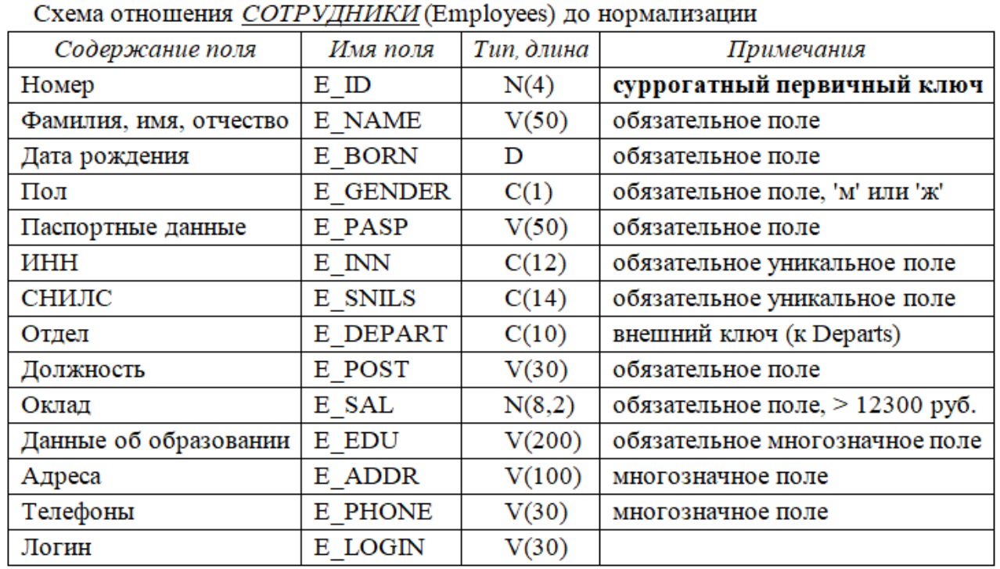 Схема отношения СОТРУДНИКИ (Employees) до нормализации
Содержание поля Имя поля Тип, длина Примечания
Номер E_ID N(4) суррогатный первичный ключ
Фамилия, имя, отчество E_NAME V(50) обязательное поле
Дата рождения E_BORN D обязательное поле
Пол E_GENDER C(1) обязательное поле, 'м' или 'ж'
Паспортные данные E_PASP V(50) обязательное поле
ИНН E_INN C(12) обязательное уникальное поле
СНИЛС E_SNILS C(14) обязательное уникальное поле
Отдел E_DEPART C(10) внешний ключ (к Departs)
Должность E_POST V(30) обязательное поле
Оклад E_SAL N(8,2) обязательное поле, > 12300 руб.
Данные об образовании E_EDU V(200) обязательное многозначное поле
Адреса E_ADDR V(100) многозначное поле
Телефоны E_PHONE V(30) многозначное поле
Логин E_LOGIN V(30)